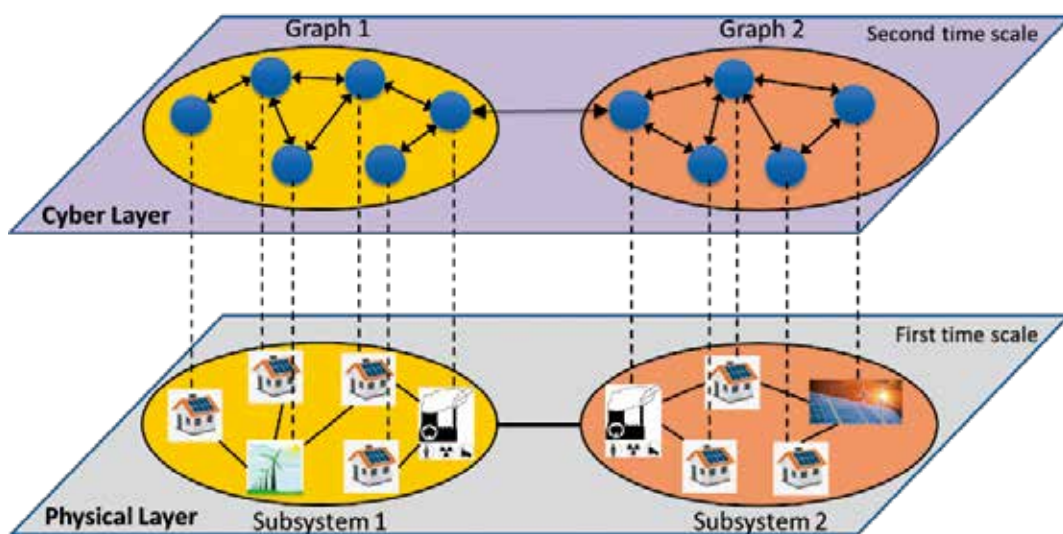 Graph 1
Graph 2
Second time scale
Cyber Layer
First time scale
Physical Layer
Subsystem 1
Subsystem 2